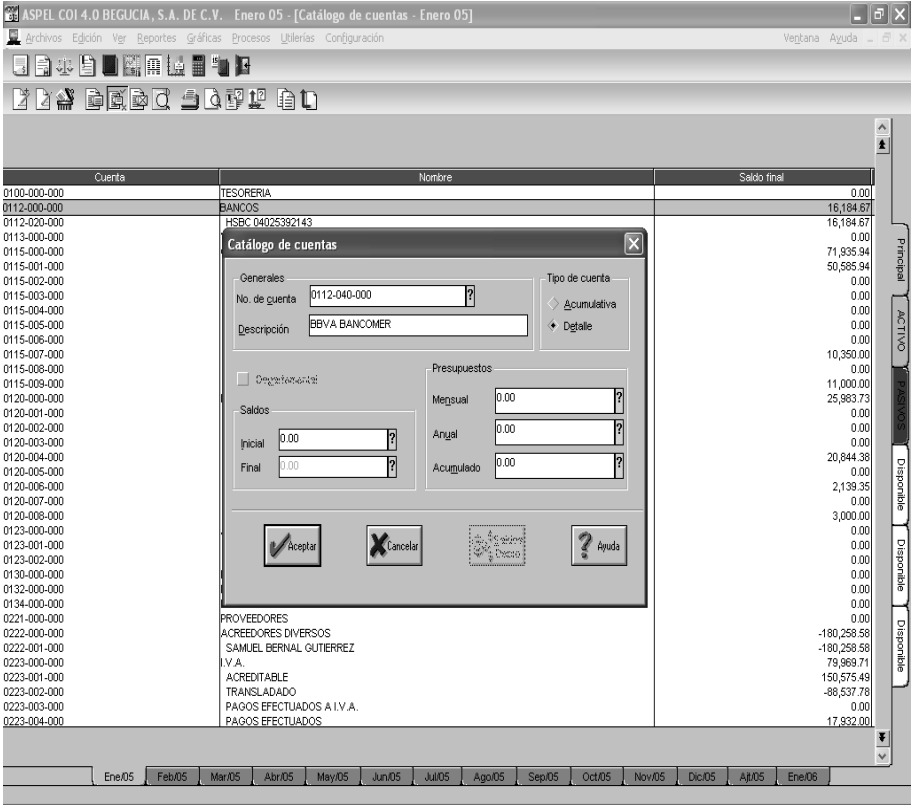 ASPEL COI 4.0 BEGUCIA, S.A. DE C.V. Enero 05 - [Catálogo de cuentas - Enero 05]
Archivos Edición Ver Reportes Gráficas Procesos Utilerías Configuración Ventana Ayuda
Cuenta Nombre Saldo final
0100-000-000 TESORERIA 0.00
0112-000-000 BANCOS 16,184.67
0112-020-000 HSBC 04025392143 16,184.67
0113-000-000 0.00
0115-000-000 71,935.94
0115-001-000 50,585.94
0115-002-000 0.00
0115-003-000 0.00
0115-004-000 0.00
0115-005-000 0.00
0115-006-000 0.00
0115-007-000 10,350.00
0115-008-000 0.00
0115-009-000 11,000.00
0120-000-000 25,983.73
0120-001-000 0.00
0120-002-000 0.00
0120-003-000 0.00
0120-004-000 20,844.38
0120-005-000 0.00
0120-006-000 2,139.35
0120-007-000 0.00
0120-008-000 3,000.00
0123-000-000 0.00
0123-001-000 0.00
0123-002-000 0.00
0130-000-000 0.00
0132-000-000 0.00
0134-000-000 0.00
0221-000-000 PROVEEDORES 0.00
0222-000-000 ACREEDORES DIVERSOS -180,258.58
0222-001-000 SAMUEL BERNAL GUTIERREZ -180,258.58
0223-000-000 I.V.A. 79,969.71
0223-001-000 ACREDITABLE 150,575.49
0223-002-000 TRANSLADADO -88,537.78
0223-003-000 PAGOS EFECTUADOS A I.V.A. 0.00
0223-004-000 PAGOS EFECTUADOS 17,932.00
Catálogo de cuentas
Generales
No. de cuenta 0112-040-000 ?
Descripción BBVA BANCOMER
Tipo de cuenta
Acumulativa
Detalle
Departamental
Saldos
Inicial 0.00 ?
Final 0.00 ?
Presupuestos
Mensual 0.00 ?
Anual 0.00 ?
Acumulado 0.00 ?
Aceptar
Cancelar
Ayuda
Principal
ACTIVO
PASIVOS
Disponible
Disponible
Disponible
Ene/05 Feb/05 Mar/05 Abr/05 May/05 Jun/05 Jul/05 Ago/05 Sep/05 Oct/05 Nov/05 Dic/05 Ajt/05 Ene/06